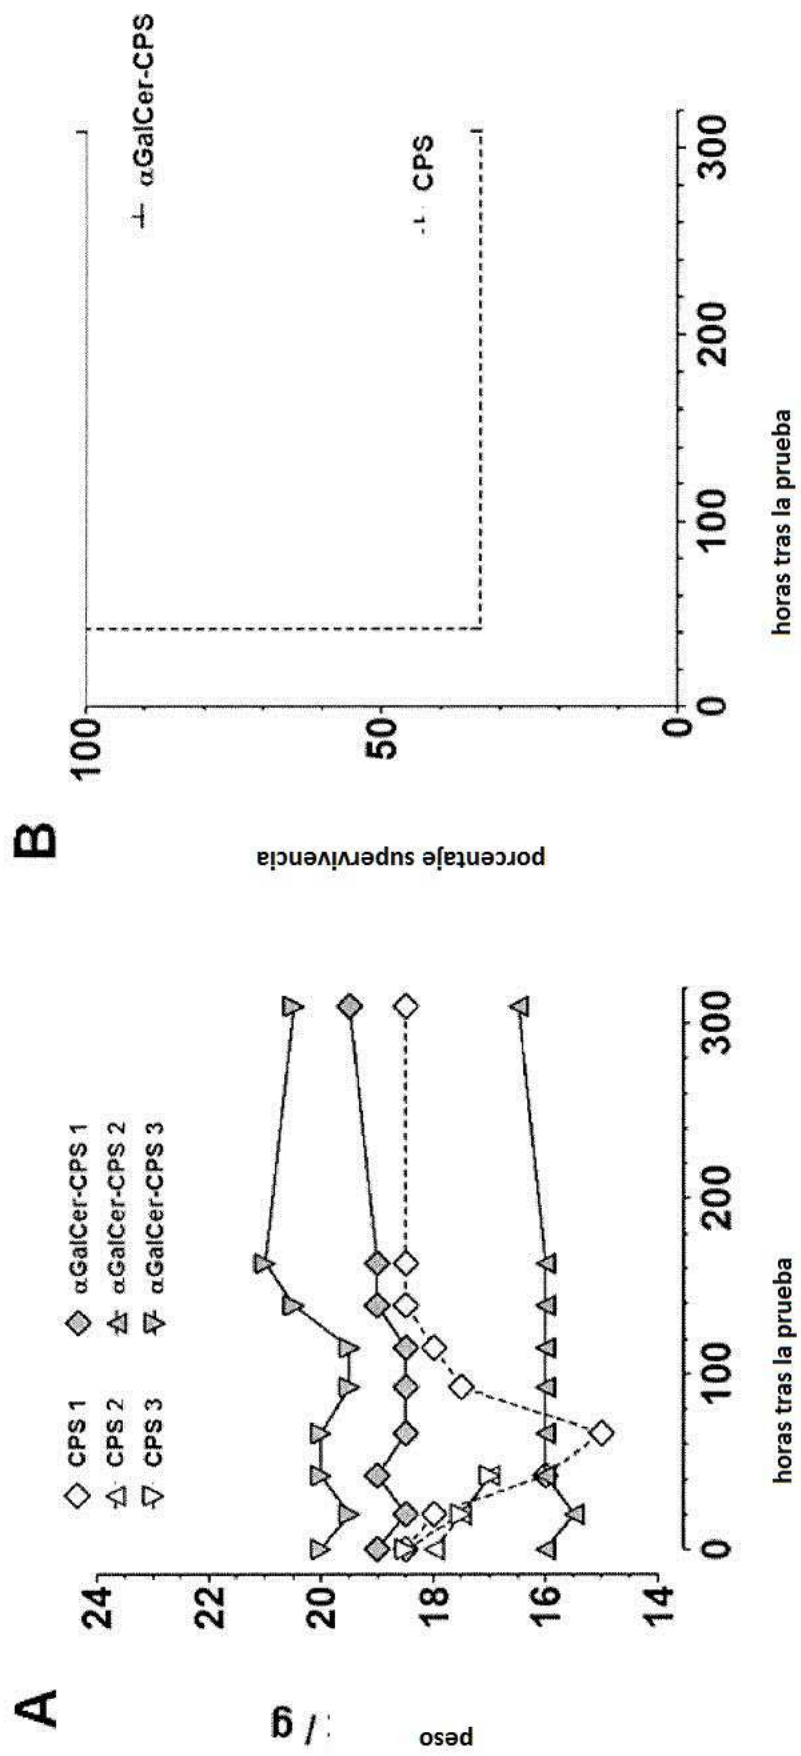 A
peso
/ g
24
22
20
18
16
14
◇ CPS 1
△ CPS 2
▽ CPS 3
◆ αGalCer-CPS 1
▲ αGalCer-CPS 2
▼ αGalCer-CPS 3
0 100 200 300
horas tras la prueba
B
porcentaje supervivencia
100
50
0
αGalCer-CPS
CPS
0 100 200 300
horas tras la prueba